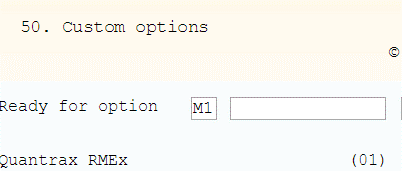 50. Custom options
©
Ready for option M1
Quantrax RMEx (01)